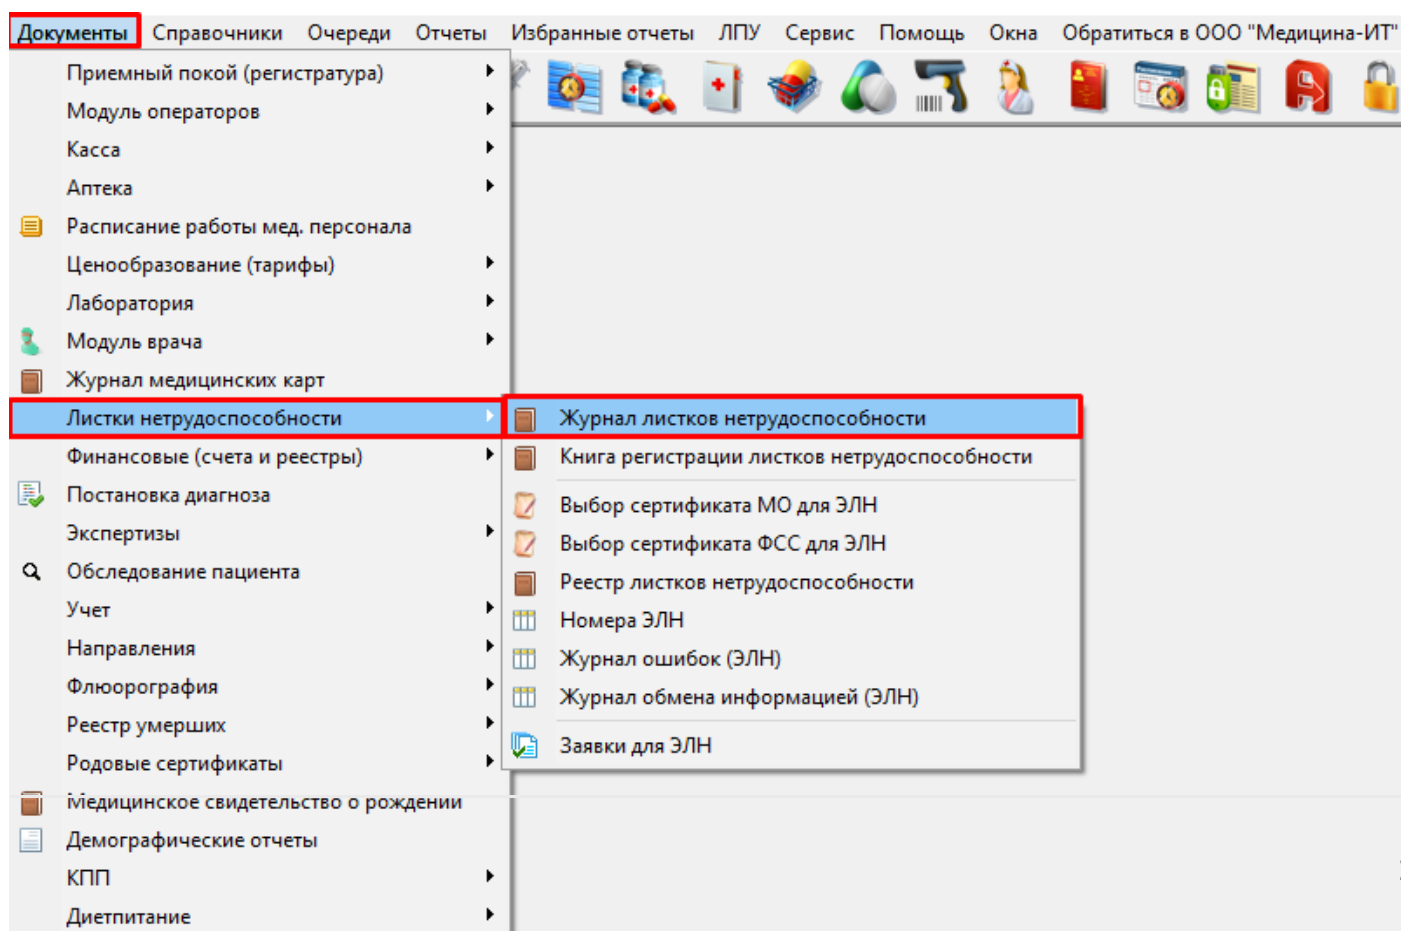 Документы Справочники Очереди Отчеты Избранные отчеты ЛПУ Сервис Помощь Окна Обратиться в ООО "Медицина-ИТ"
Приемный покой (регистратура)
Модуль операторов
Касса
Аптека
Расписание работы мед. персонала
Ценообразование (тарифы)
Лаборатория
Модуль врача
Журнал медицинских карт
Листки нетрудоспособности
Финансовые (счета и реестры)
Постановка диагноза
Экспертизы
Обследование пациента
Учет
Направления
Флюорография
Реестр умерших
Родовые сертификаты
Медицинское свидетельство о рождении
Демографические отчеты
КПП
Диетпитание
Журнал листков нетрудоспособности
Книга регистрации листков нетрудоспособности
Выбор сертификата МО для ЭЛН
Выбор сертификата ФСС для ЭЛН
Реестр листков нетрудоспособности
Номера ЭЛН
Журнал ошибок (ЭЛН)
Журнал обмена информацией (ЭЛН)
Заявки для ЭЛН